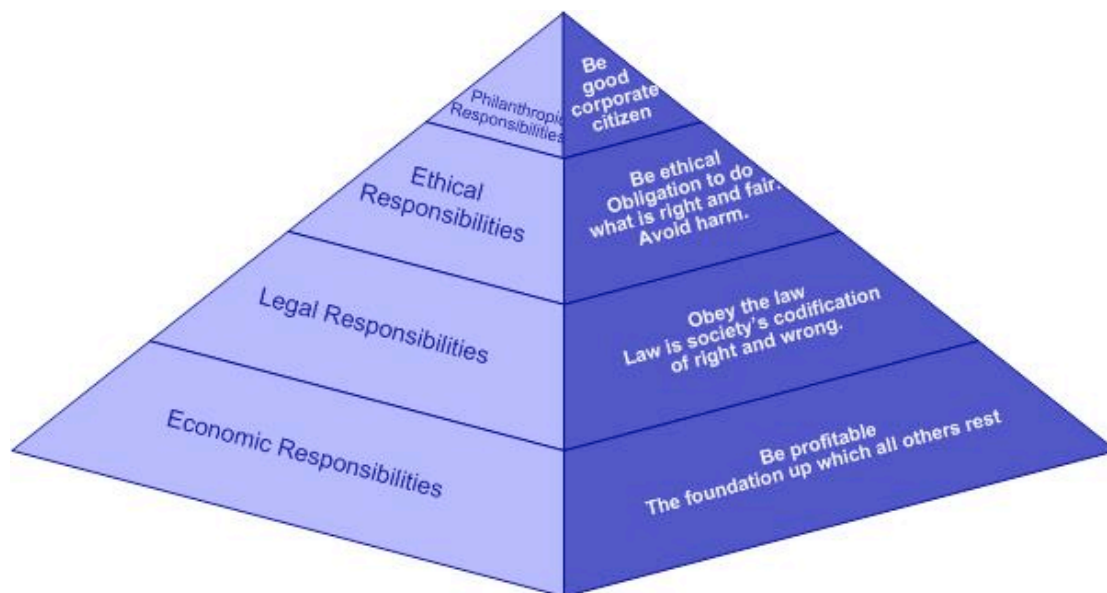 Philanthropic
Responsibilities
Be
good
corporate
citizen
Ethical
Responsibilities
Be ethical
Obligation to do
what is right and fair.
Avoid harm.
Legal Responsibilities
Obey the law
Law is society's codification
of right and wrong.
Economic Responsibilities
Be profitable
The foundation up which all others rest